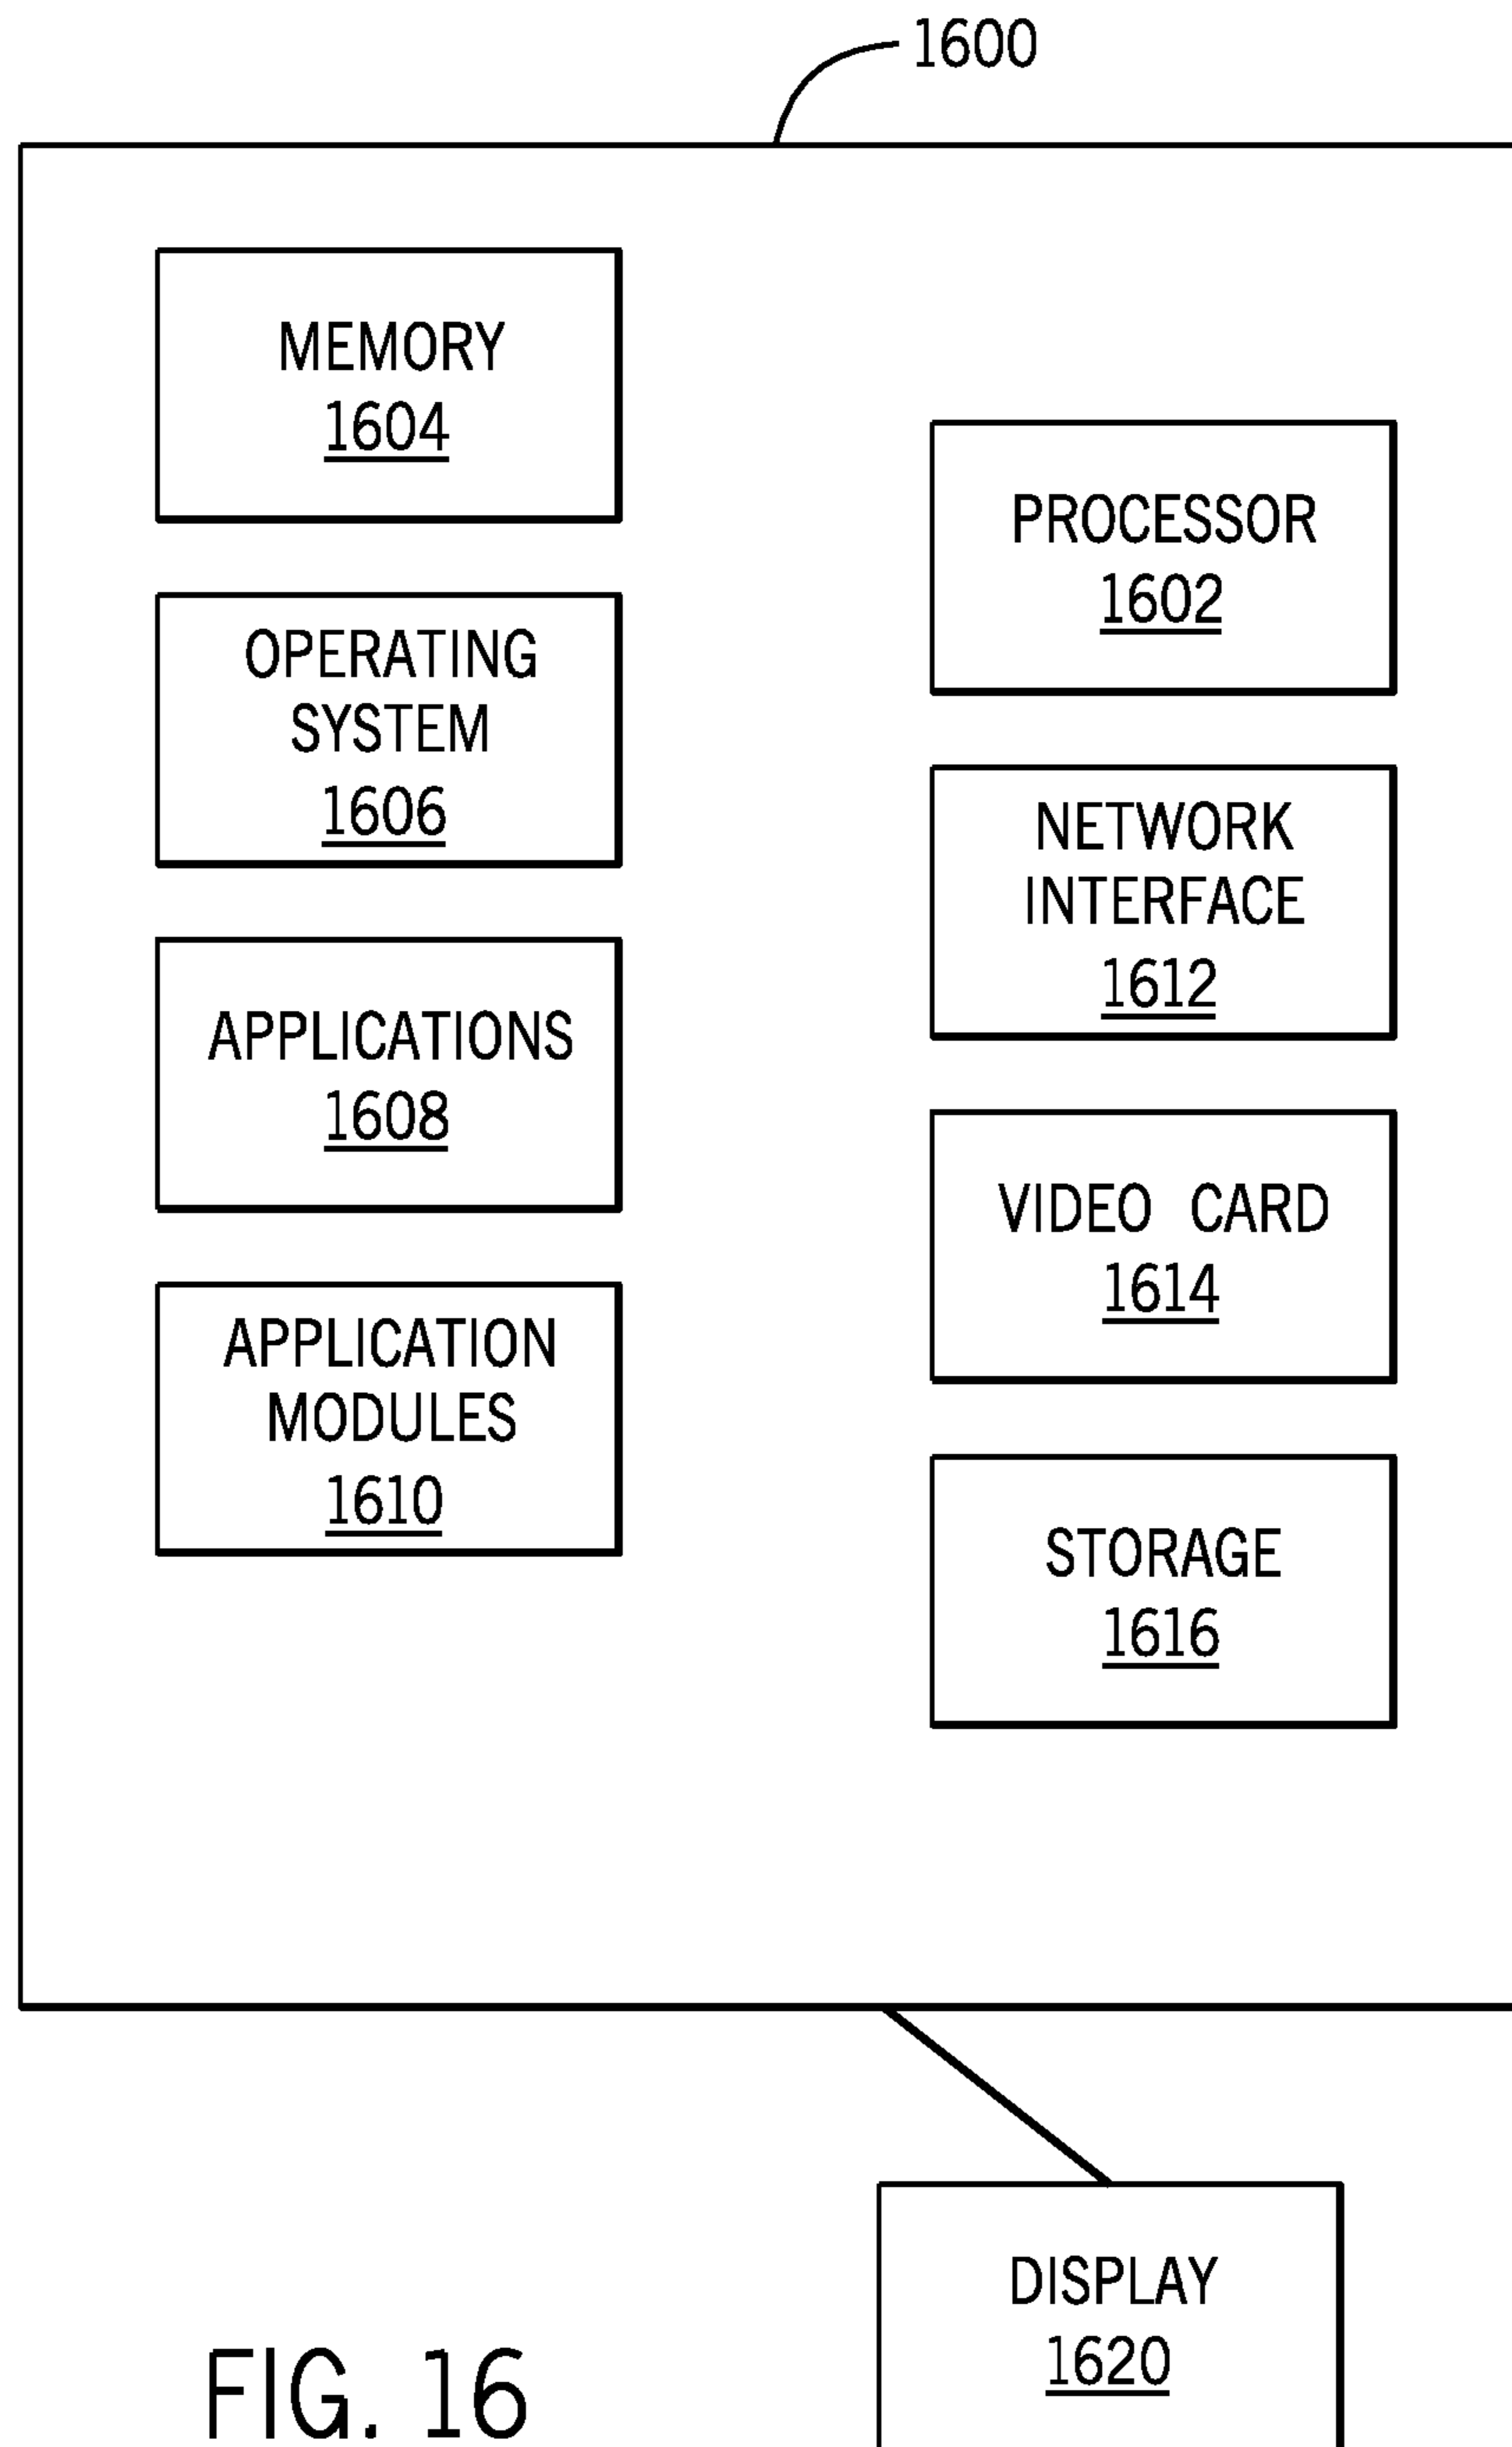 1600
MEMORY
1604
OPERATING
SYSTEM
1606
APPLICATIONS
1608
APPLICATION
MODULES
1610
PROCESSOR
1602
NETWORK
INTERFACE
1612
VIDEO CARD
1614
STORAGE
1616
DISPLAY
1620
FIG. 16